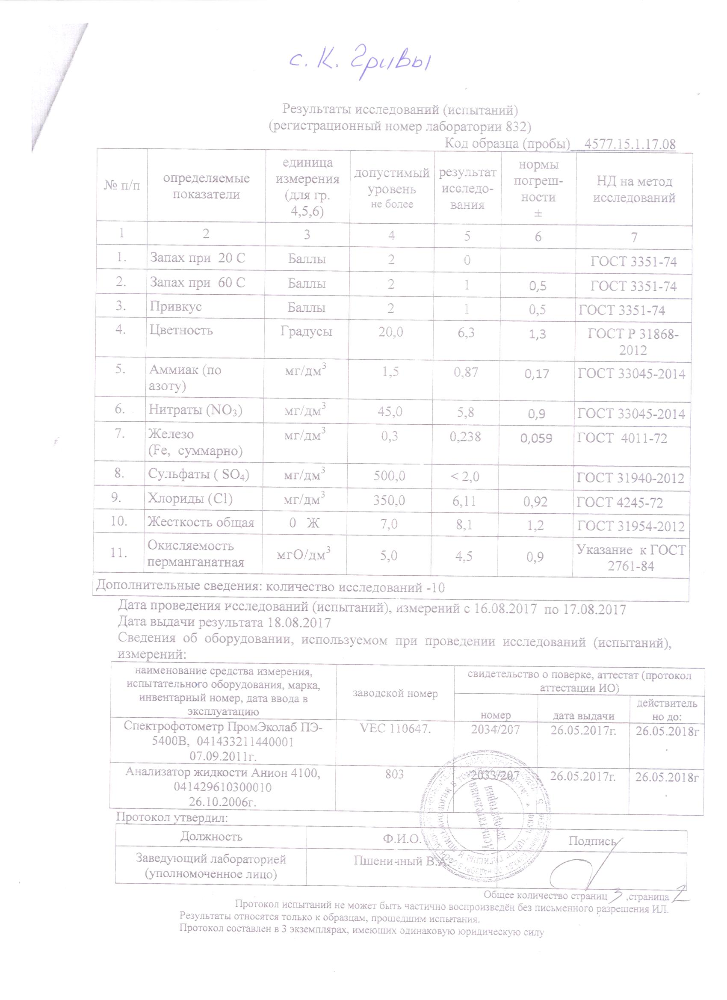 с. К. Гривы
Результаты исследований (испытаний)
(регистрационный номер лаборатории 832)
Код образца (пробы)__4577.15.1.17.08
№ п/п определяемые показатели единица измерения (для гр. 4,5,6) допустимый уровень не более результат исследо-вания нормы погреш-ности ± НД на метод исследований
1 2 3 4 5 6 7
1. Запах при 20 С Баллы 2 0 ГОСТ 3351-74
2. Запах при 60 С Баллы 2 1 0,5 ГОСТ 3351-74
3. Привкус Баллы 2 1 0,5 ГОСТ 3351-74
4. Цветность Градусы 20,0 6,3 1,3 ГОСТ Р 31868-2012
5. Аммиак (по азоту) мг/дм3 1,5 0,87 0,17 ГОСТ 33045-2014
6. Нитраты (NO3) мг/дм3 45,0 5,8 0,9 ГОСТ 33045-2014
7. Железо (Fe, суммарно) мг/дм3 0,3 0,238 0,059 ГОСТ 4011-72
8. Сульфаты ( SO4) мг/дм3 500,0 < 2,0 ГОСТ 31940-2012
9. Хлориды (Cl) мг/дм3 350,0 6,11 0,92 ГОСТ 4245-72
10. Жесткость общая 0 Ж 7,0 8,1 1,2 ГОСТ 31954-2012
11. Окисляемость перманганатная мгО/дм3 5,0 4,5 0,9 Указание к ГОСТ 2761-84
Дополнительные сведения: количество исследований -10
Дата проведения исследований (испытаний), измерений с 16.08.2017 по 17.08.2017
Дата выдачи результата 18.08.2017
Сведения об оборудовании, используемом при проведении исследований (испытаний),
измерений:
наименование средства измерения, испытательного оборудования, марка, инвентарный номер, дата ввода в эксплуатацию заводской номер свидетельство о поверке, аттестат (протокол аттестации ИО)
номер дата выдачи действитель но до:
Спектрофотометр ПромЭколаб ПЭ-5400В, 041433211440001 07.09.2011г. VEC 110647. 2034/207 26.05.2017г. 26.05.2018г.
Анализатор жидкости Анион 4100, 041429610300010 26.10.2006г. 803 2033/207 26.05.2017г. 26.05.2018г.
Протокол утвердил:
Должность Ф.И.О. Подпись
Заведующий лабораторией (уполномоченное лицо) Пшеничный В.А.
Общее количество страниц 3 ,страница 2
Протокол испытаний не может быть частично воспроизведён без письменного разрешения ИЛ.
Результаты относятся только к образцам, прошедшим испытания.
Протокол составлен в 3 экземплярах, имеющих одинаковую юридическую силу